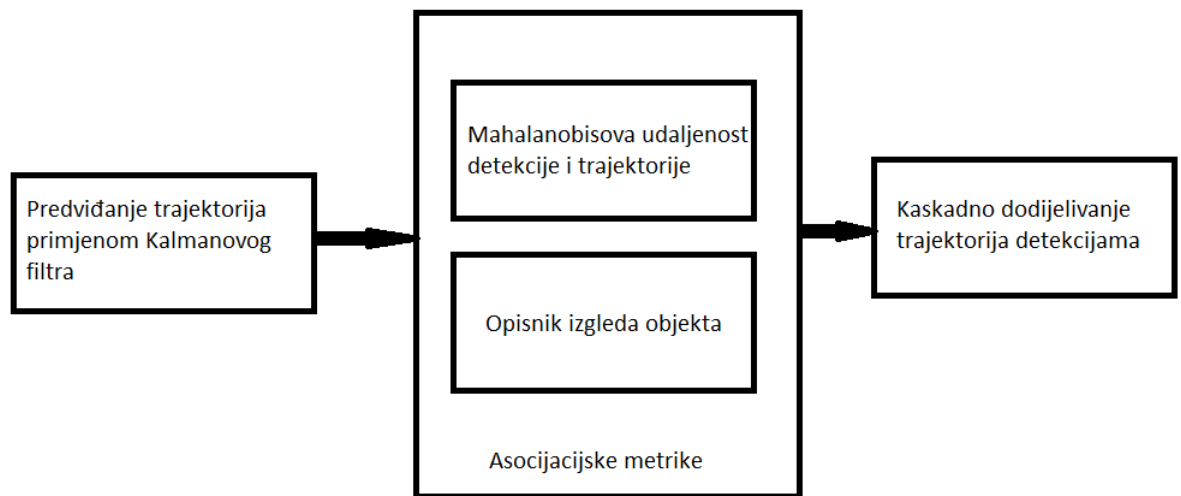 Predviđanje trajektorija
primjenom Kalmanovog
filtra
Mahalanobisova udaljenost
detekcije i trajektorije
Opisnik izgleda objekta
Asocijacijske metrike
Kaskadno dodijelivanje
trajektorija detekcijama